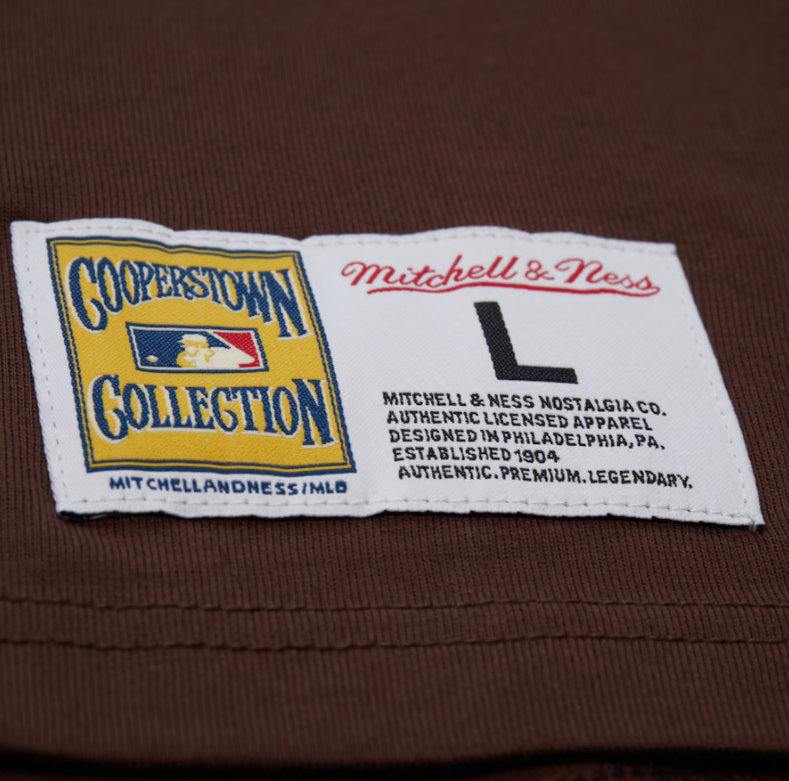 COOPERSTOWN
COLLECTION
MITCHELLANDNESS/MLB
Mitchell & Ness
L
MITCHELL & NESS NOSTALGIA CO.
AUTHENTIC LICENSED APPAREL
DESIGNED IN PHILADELPHIA, PA.
ESTABLISHED 1904
AUTHENTIC.PREMIUM.LEGENDARY.